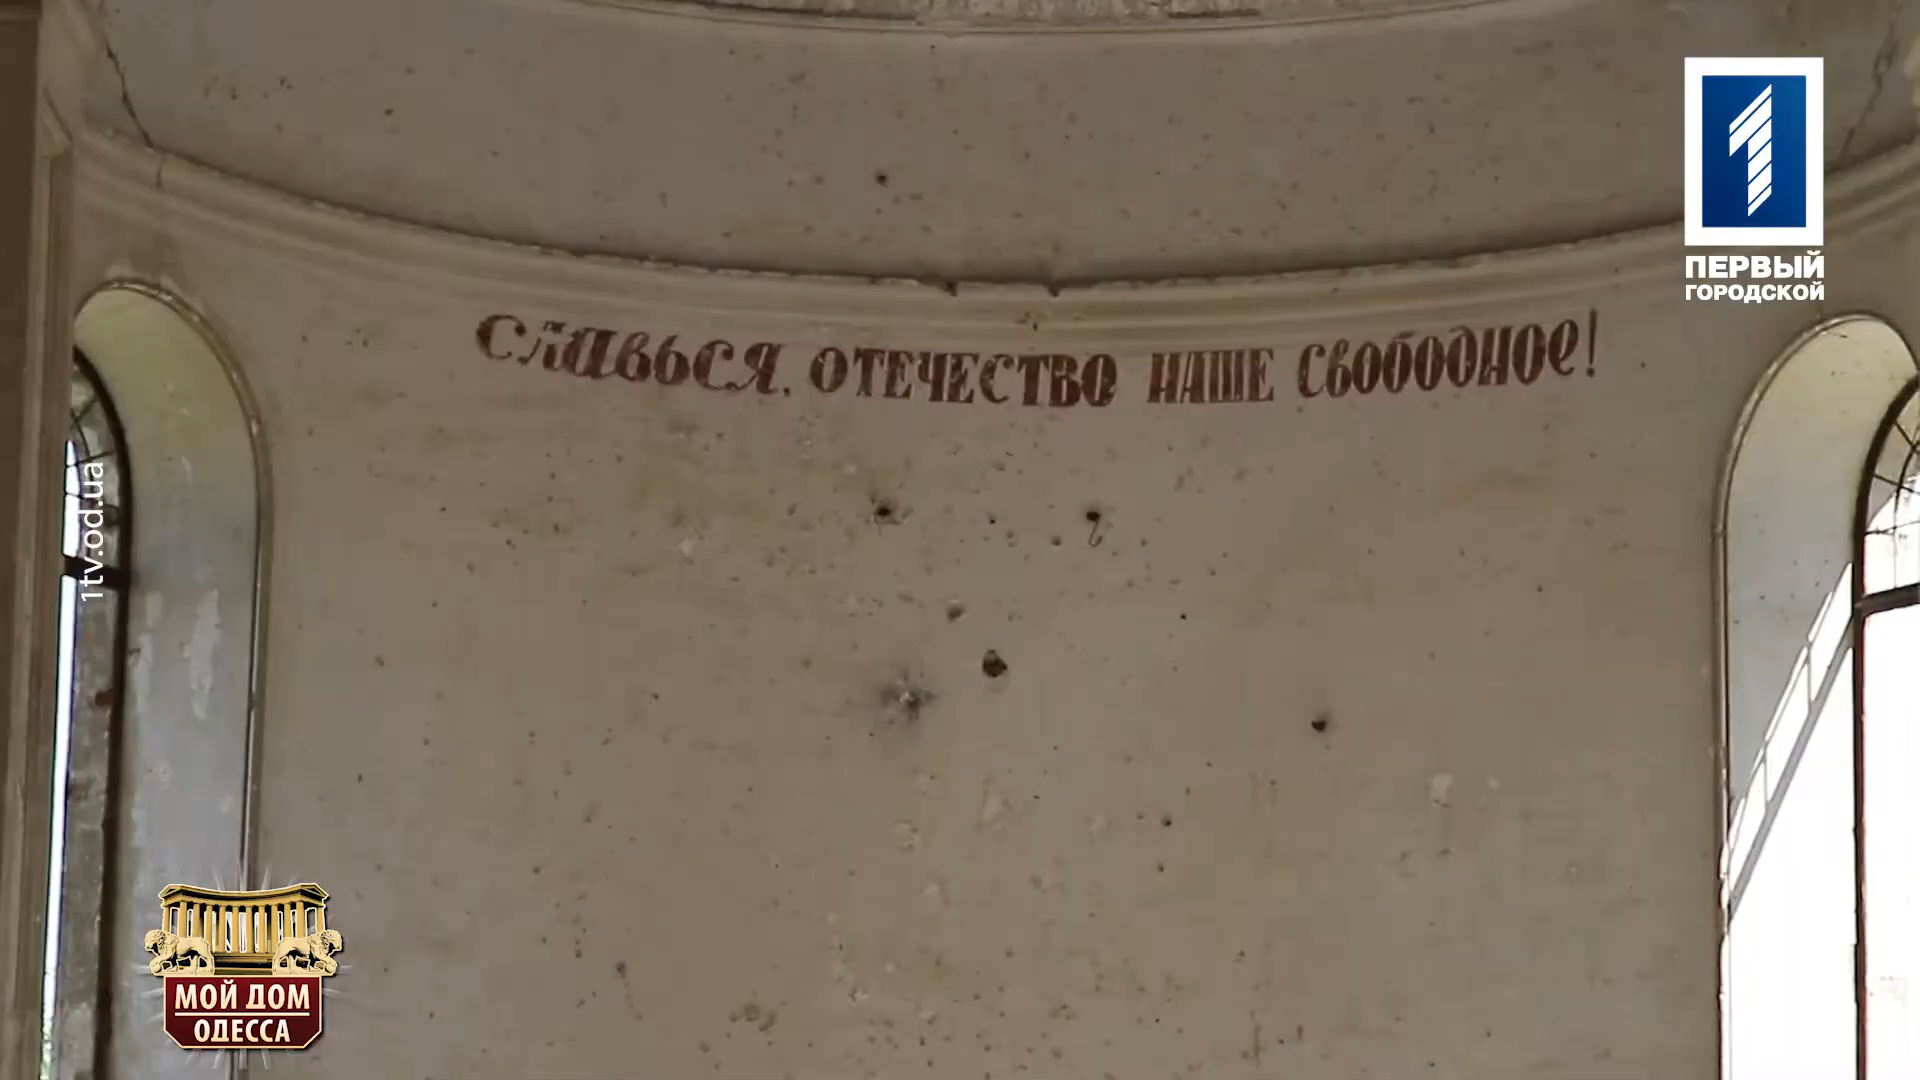 ПЕРВЫЙ
ГОРОДСКОЙ
Славься, ОТЕЧЕСТВО НАШЕ Свободное!
1tv.od.ua
МОЙ ДОМ
ОДЕССА